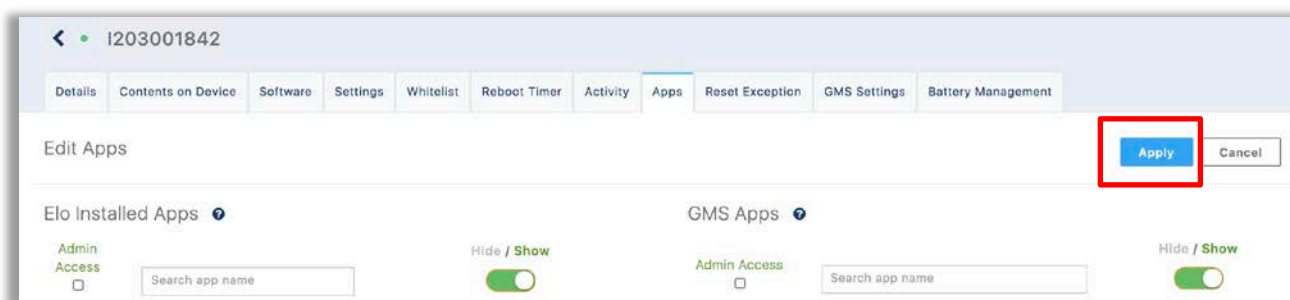 I203001842
Details Contents on Device Software Settings Whitelist Reboot Timer Activity Apps Reset Exception GMS Settings Battery Management
Edit Apps Apply Cancel
Elo Installed Apps GMS Apps
Admin Access Search app name Hide / Show Admin Access Search app name Hide / Show